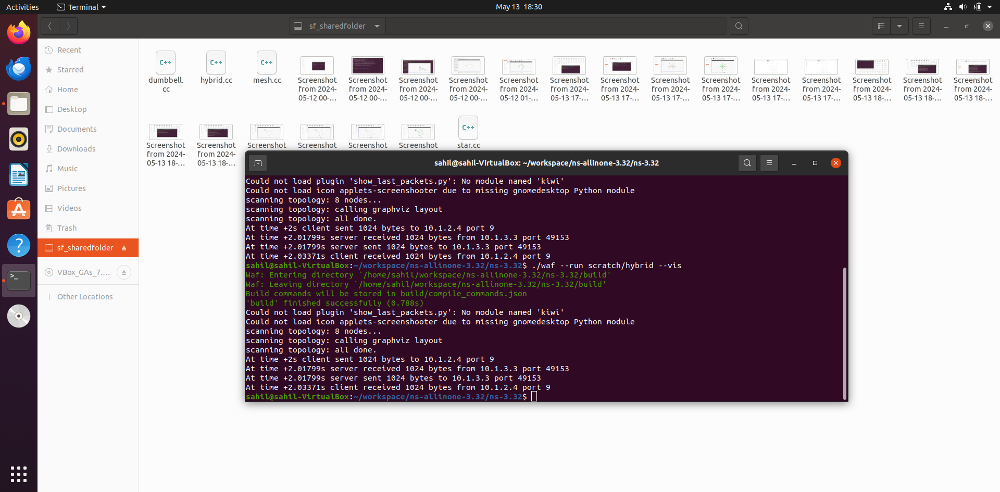 Activities
Terminal
May 13 18:30
sf_sharedfolder
Recent
Starred
Home
Desktop
Documents
Downloads
Music
Pictures
Videos
Trash
sf_sharedfolder
VBox_GAs_7....
Other Locations
C++
C++
C++
dumbbell.
cc
hybrid.cc
mesh.cc
Screenshot
from 2024-
05-12 00-...
Screenshot
from 2024-
05-12 00-...
Screenshot
from 2024-
05-12 00-...
Screenshot
from 2024-
05-12 00-...
Screenshot
from 2024-
05-12 01-...
Screenshot
from 2024-
05-13 17-...
Screenshot
from 2024-
05-13 17-...
Screenshot
from 2024-
05-13 17-...
Screenshot
from 2024-
05-13 17-...
Screenshot
from 2024-
05-13 17-...
Screenshot
from 2024-
05-13 17-...
Screenshot
from 2024-
05-13 18-...
Screenshot
from 2024-
05-13 18-...
Screenshot
from 2024-
05-13 18-...
Screenshot
from 2024-
05-13 18-...
Screenshot
from 2024-
05-13 18-...
Screenshot
Screenshot
Screenshot
Screenshot
C++
star.cc
sahil@sahil-VirtualBox: ~/workspace/ns-allinone-3.32/ns-3.32
Could not load plugin 'show_last_packets.py': No module named 'kiwi'
Could not load icon applets-screenshooter due to missing gnomedesktop Python module
scanning topology: 8 nodes...
scanning topology: calling graphviz layout
scanning topology: all done.
At time +2s client sent 1024 bytes to 10.1.2.4 port 9
At time +2.01799s server received 1024 bytes from 10.1.3.3 port 49153
At time +2.01799s server sent 1024 bytes to 10.1.3.3 port 49153
At time +2.03371s client received 1024 bytes from 10.1.2.4 port 9
sahil@sahil-VirtualBox:~/workspace/ns-allinone-3.32/ns-3.32$ ./waf --run scratch/hybrid --vis
Waf: Entering directory `/home/sahil/workspace/ns-allinone-3.32/ns-3.32/build'
Waf: Leaving directory `/home/sahil/workspace/ns-allinone-3.32/ns-3.32/build'
Build commands will be stored in build/compile_commands.json
'build' finished successfully (0.788s)
Could not load plugin 'show_last_packets.py': No module named 'kiwi'
Could not load icon applets-screenshooter due to missing gnomedesktop Python module
scanning topology: 8 nodes...
scanning topology: calling graphviz layout
scanning topology: all done.
At time +2s client sent 1024 bytes to 10.1.2.4 port 9
At time +2.01799s server received 1024 bytes from 10.1.3.3 port 49153
At time +2.01799s server sent 1024 bytes to 10.1.3.3 port 49153
At time +2.03371s client received 1024 bytes from 10.1.2.4 port 9
sahil@sahil-VirtualBox:~/workspace/ns-allinone-3.32/ns-3.32$